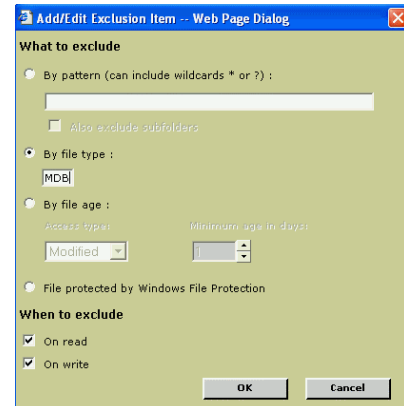 Add/Edit Exclusion Item -- Web Page Dialog
What to exclude
By pattern (can include wildcards * or ?) :
Also exclude subfolders
By file type :
MDB
By file age :
Access type: Minimum age in days:
Modified 1
File protected by Windows File Protection
When to exclude
On read
On write
OK Cancel